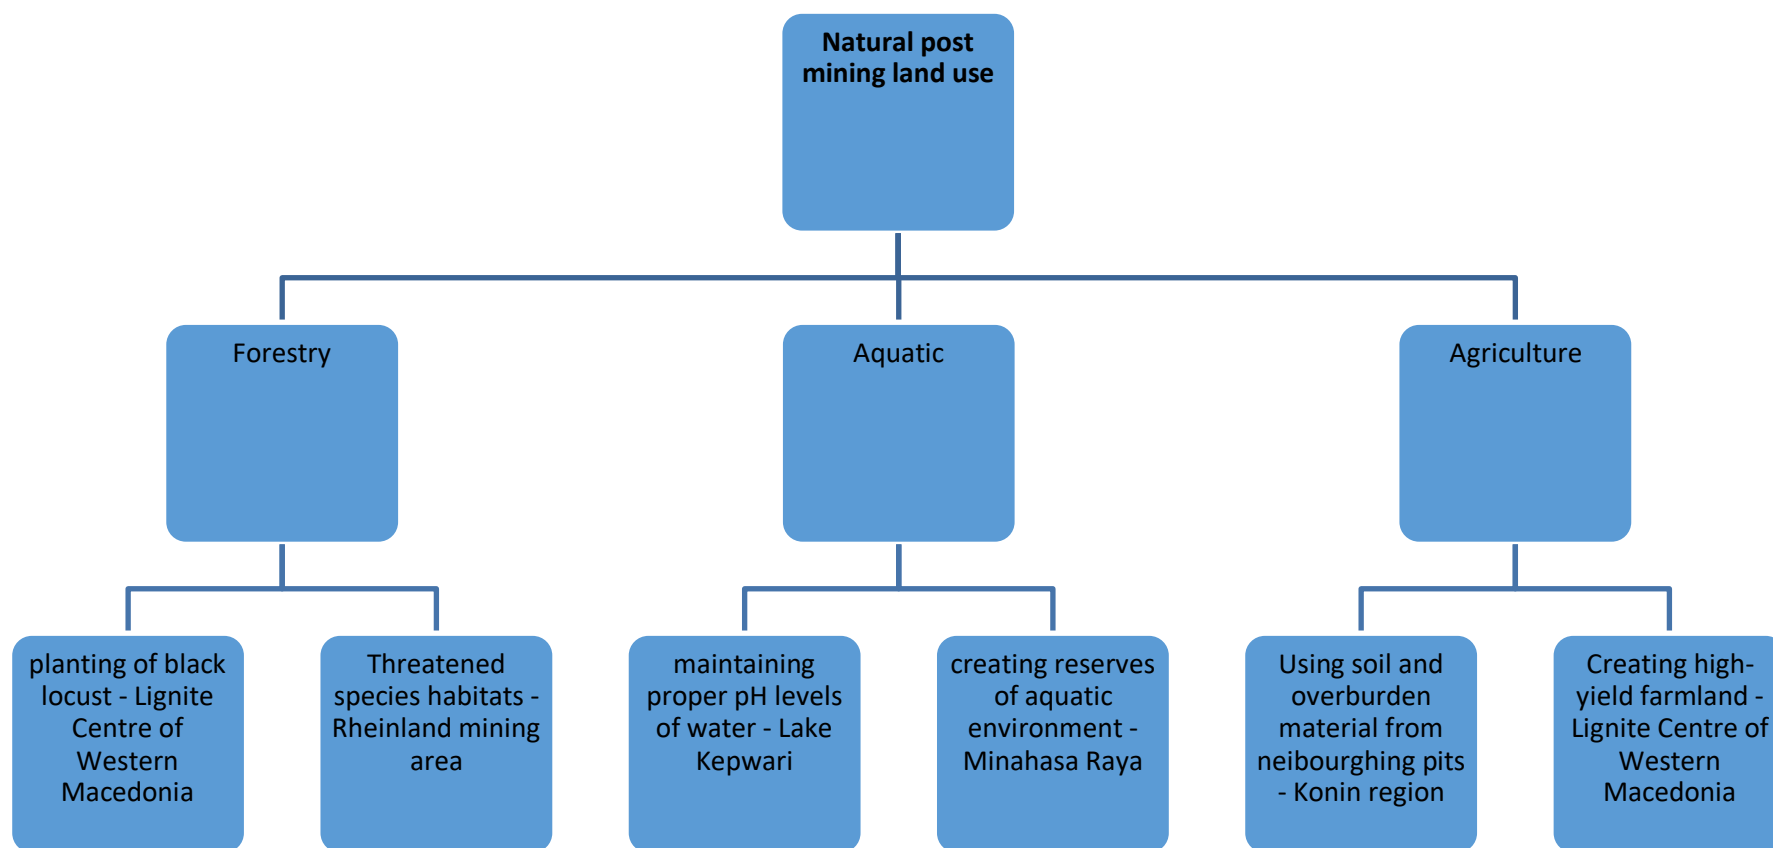 Natural post
mining land use
Forestry
Aquatic
Agriculture
planting of black
locust - Lignite
Centre of
Western
Macedonia
Threatened
species habitats -
Rheinland mining
area
maintaining
proper pH levels
of water - Lake
Kepwari
creating reserves
of aquatic
environment -
Minahasa Raya
Using soil and
overburden
material from
neibourghing pits
- Konin region
Creating high-
yield farmland -
Lignite Centre of
Western
Macedonia